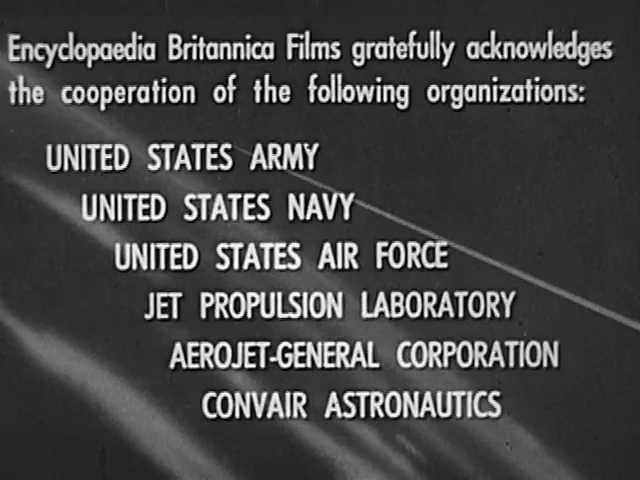 Encyclopaedia Britannica Films gratefully acknowledges
the cooperation of the following organizations:
UNITED STATES ARMY
UNITED STATES NAVY
UNITED STATES AIR FORCE
JET PROPULSION LABORATORY
AEROJET-GENERAL CORPORATION
CONVAIR ASTRONAUTICS